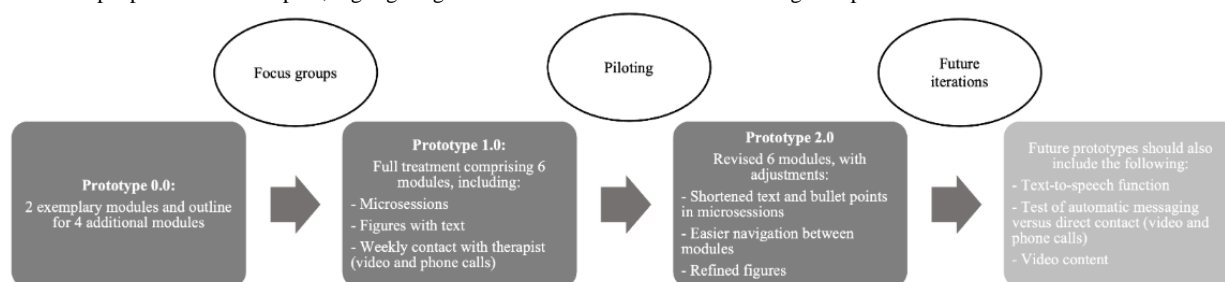 Focus groups
Piloting
Future
iterations
Prototype 0.0:
2 exemplary modules and outline
for 4 additional modules
Prototype 1.0:
Full treatment comprising 6
modules, including:
- Microsessions
- Figures with text
- Weekly contact with therapist
(video and phone calls)
Prototype 2.0
Revised 6 modules, with
adjustments:
- Shortened text and bullet points
in microsessions
- Easier navigation between
modules
- Refined figures
Future prototypes should also
include the following:
- Text-to-speech function
- Test of automatic messaging
versus direct contact (video and
phone calls)
- Video content